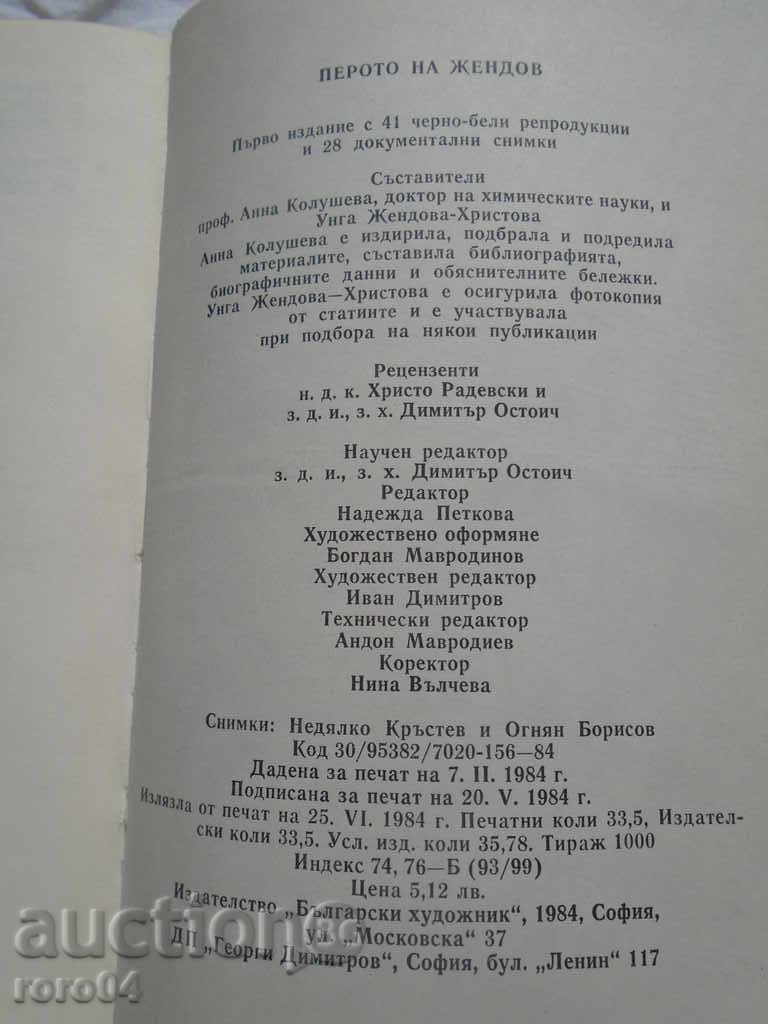 ПЕРОТО НА ЖЕНДОВ
Първо издание с 41 черно-бели репродукции
и 28 документални снимки
Съставители
проф. Анна Колушева, доктор на химическите науки, и
Унга Жендова-Христова
Анна Колушева е издирила, подбрала и подредила
материалите, съставила библиографията,
биографичните данни и обяснителните бележки.
Унга Жендова—Христова е осигурила фотокопия
от статиите и е участвувала
при подбора на някои публикации
Рецензенти
н. д. к. Христо Радевски и
з. д. и., з. х. Димитър Остоич
Научен редактор
з. д. и., з. х. Димитър Остоич
Редактор
Надежда Петкова
Художествено оформяне
Богдан Мавродинов
Художествен редактор
Иван Димитров
Технически редактор
Андон Мавродиев
Коректор
Нина Вълчева
Снимки: Недялко Кръстев и Огнян Борисов
Код 30/95382/7020-156—84
Дадена за печат на 7. II. 1984 г.
Подписана за печат на 20. V. 1984 г.
Излязла от печат на 25. VI. 1984 г. Печатни коли 33,5, Издател-
ски коли 33,5. Усл. изд. коли 35,78. Тираж 1000
Индекс 74, 76—Б (93/99)
Цена 5,12 лв.
Издателство „Български художник“, 1984, София,
ул. „Московска“ 37
ДП „Георги Димитров“, София, бул. „Ленин“ 117
auction
roro04